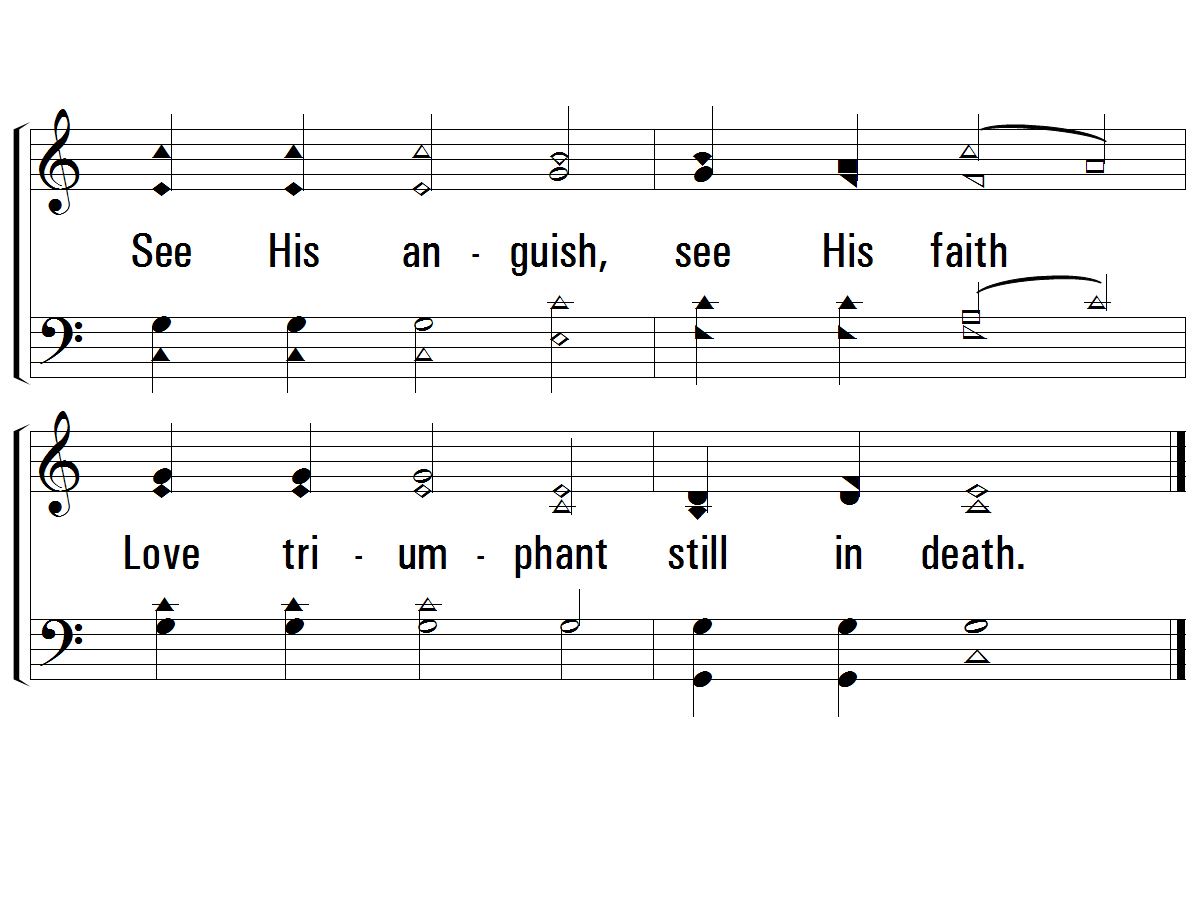 See His an - guish, see His faith
Love tri - um - phant still in death.